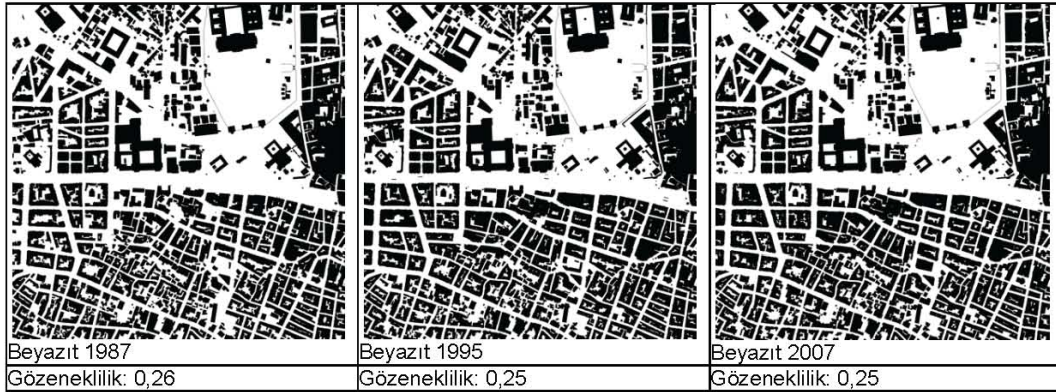 Beyazıt 1987
Beyazıt 1995
Beyazıt 2007
Gözeneklilik: 0,26
Gözeneklilik: 0,25
Gözeneklilik: 0,25